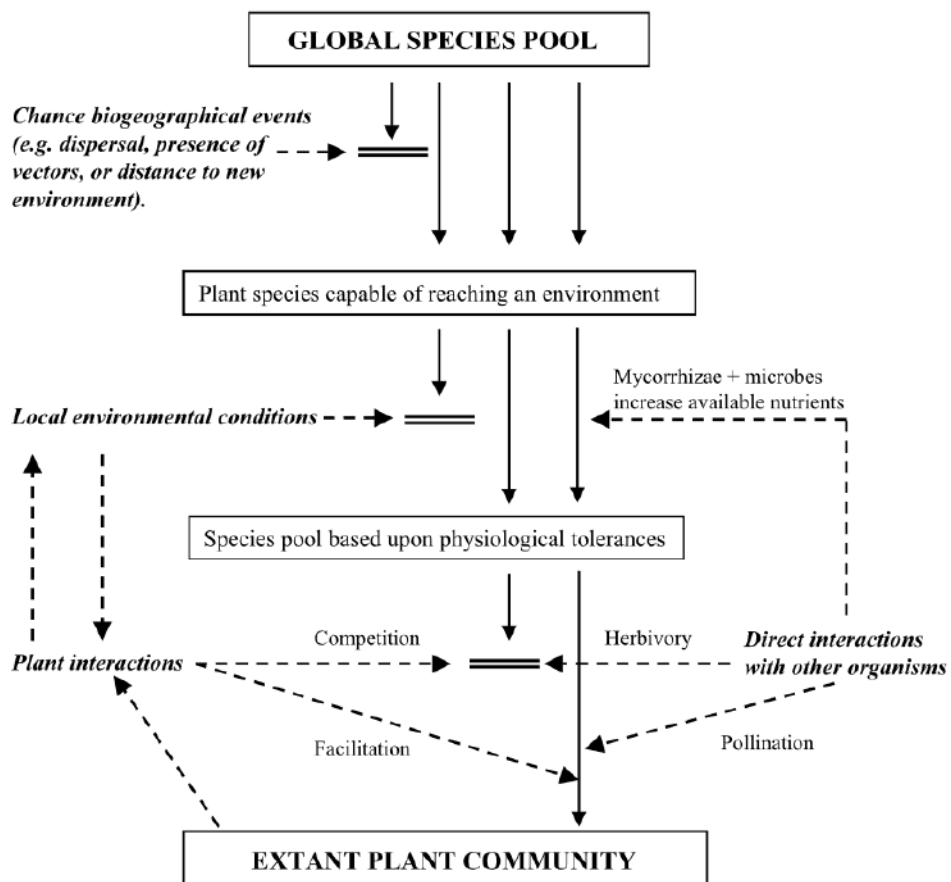 GLOBAL SPECIES POOL
Chance biogeographical events
(e.g. dispersal, presence of
vectors, or distance to new
environment).
Plant species capable of reaching an environment
Mycorrhizae + microbes
increase available nutrients
Local environmental conditions
Species pool based upon physiological tolerances
Competition
Herbivory
Plant interactions
Direct interactions
with other organisms
Facilitation
Pollination
EXTANT PLANT COMMUNITY